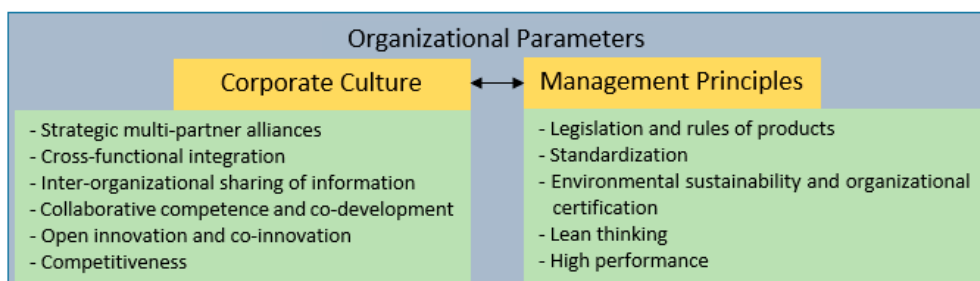 Organizational Parameters
Corporate Culture
Management Principles
- Strategic multi-partner alliances
- Cross-functional integration
- Inter-organizational sharing of information
- Collaborative competence and co-development
- Open innovation and co-innovation
- Competitiveness
- Legislation and rules of products
- Standardization
- Environmental sustainability and organizational
certification
- Lean thinking
- High performance